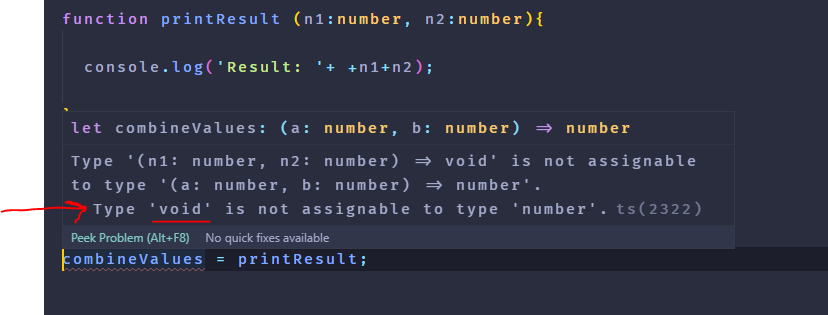 function printResult (n1:number, n2:number){
console.log('Result: '+ +n1+n2);
let combineValues: (a: number, b: number) => number
Type '(n1: number, n2: number) => void' is not assignable
to type '(a: number, b: number) => number'.
Type 'void' is not assignable to type 'number'. ts(2322)
Peek Problem (Alt+F8) No quick fixes available
combineValues = printResult;